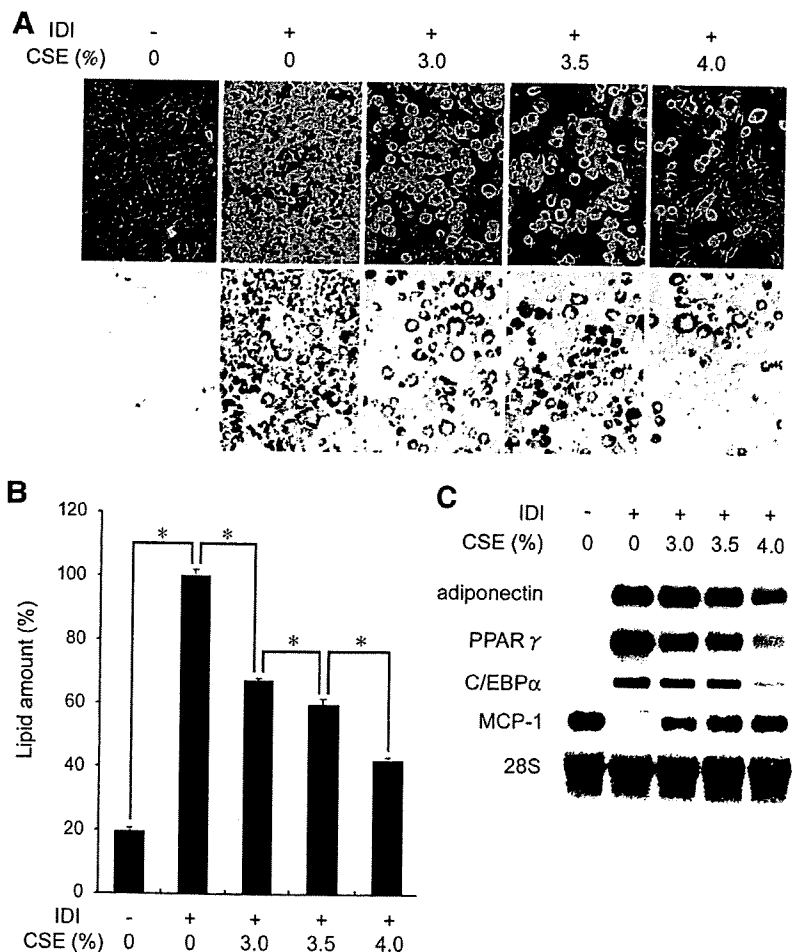 A
IDI - + + + +
CSE (%) 0 0 3.0 3.5 4.0
B
Lipid amount (%)
120
100
80
60
40
20
0
* *
* *
IDI - + + + +
CSE (%) 0 0 3.0 3.5 4.0
C
IDI - + + + +
CSE (%) 0 0 3.0 3.5 4.0
adiponectin
PPAR γ
C/EBPα
MCP-1
28S